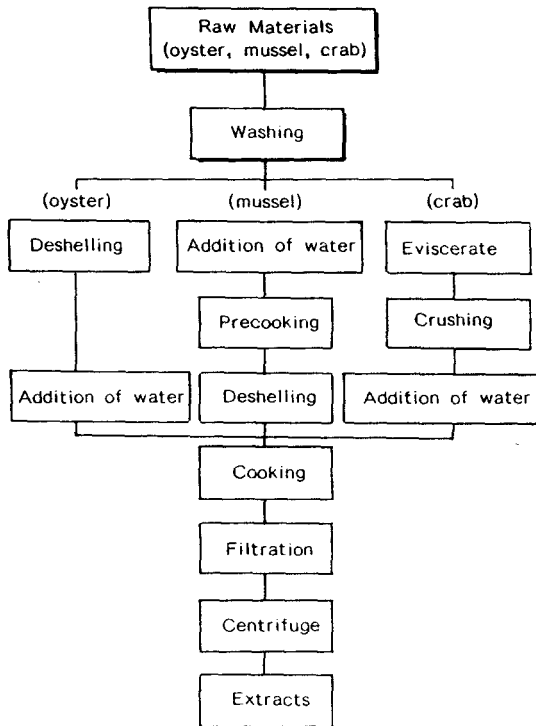 Raw Materials
(oyster, mussel, crab)
Washing
(oyster) (mussel) (crab)
Deshelling Addition of water Eviscerate
Precooking Crushing
Addition of water Deshelling Addition of water
Cooking
Filtration
Centrifuge
Extracts